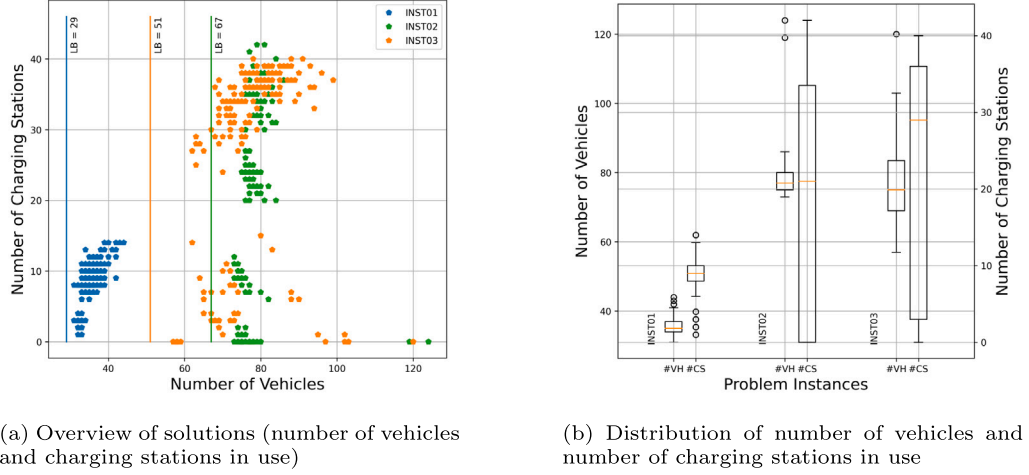 LB = 29
LB = 51
LB = 67
INST01
INST02
INST03
Number of Charging Stations
40
30
20
10
0
40
60
80
100
120
Number of Vehicles
(a) Overview of solutions (number of vehicles
and charging stations in use)
Number of Vehicles
120
100
80
60
40
INST01
INST02
INST03
40
30
20
10
0
Number of Charging Stations
#VH #CS
#VH #CS
#VH #CS
Problem Instances
(b) Distribution of number of vehicles and
number of charging stations in use